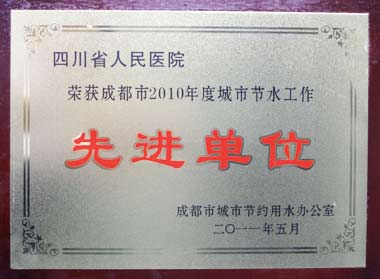 四川省人民医院
荣获成都市2010年度城市节水工作
先进单位
成都市城市节约用水办公室
二〇一一年五月